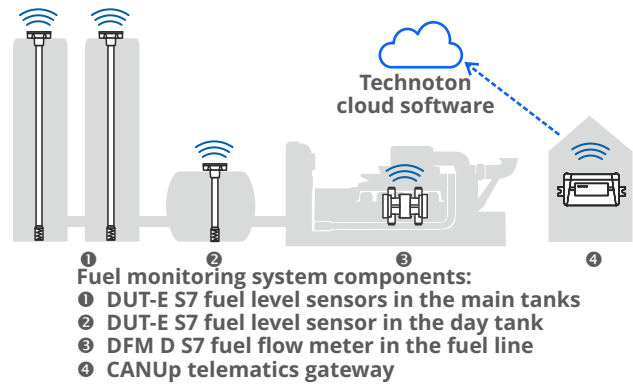 Technoton
cloud software
❶ ❷ ❸ ❹
Fuel monitoring system components:
❶ DUT-E S7 fuel level sensors in the main tanks
❷ DUT-E S7 fuel level sensor in the day tank
❸ DFM D S7 fuel flow meter in the fuel line
❹ CANUp telematics gateway